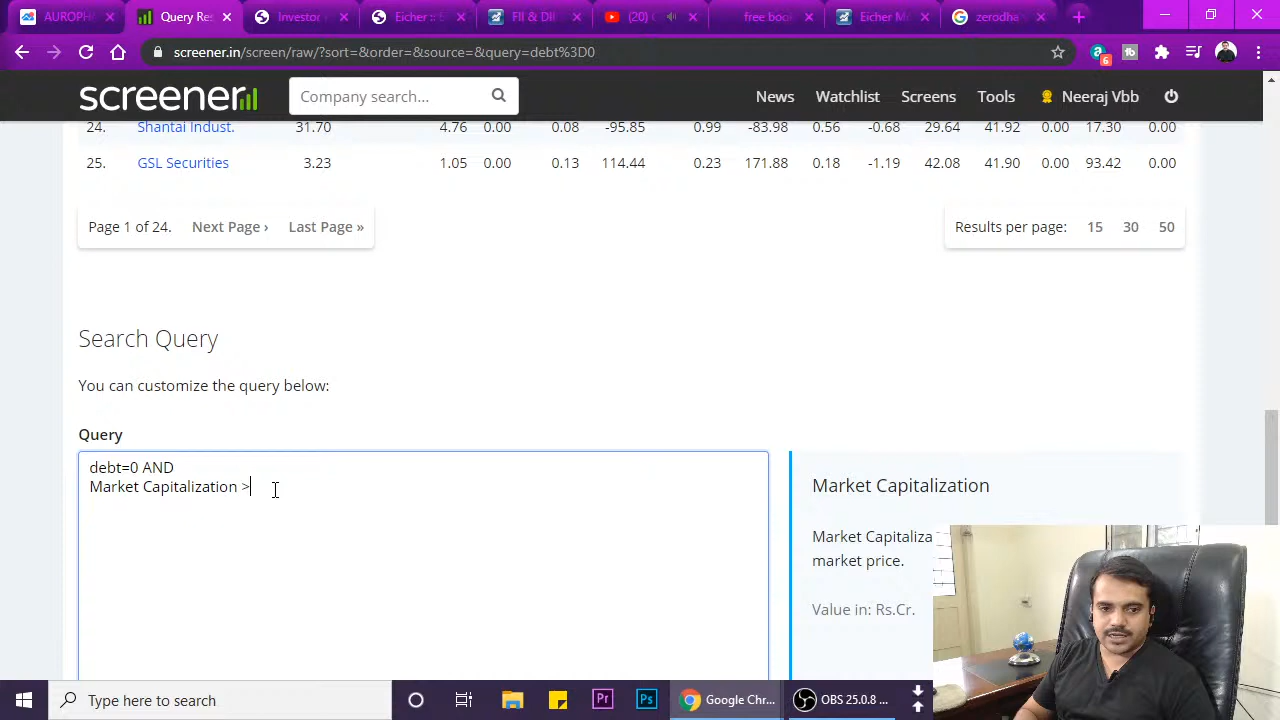 AUROPH
Query Res
Investor
Eicher :: E
FII & DII
(20)
free book
Eicher Mo
zerodha
screener.in/screen/raw/?sort=&order=&source=&query=debt%3D0
6
screener
Company search...
News
Watchlist
Screens
Tools
Neeraj Vbb
24. Shantai Indust. 31.70 4.76 0.00 0.08 -95.85 0.99 -83.98 0.56 -0.68 29.64 41.92 0.00 17.30 0.00
25. GSL Securities 3.23 1.05 0.00 0.13 114.44 0.23 171.88 0.18 -1.19 42.08 41.90 0.00 93.42 0.00
Page 1 of 24. Next Page › Last Page »
Results per page: 15 30 50
Search Query
You can customize the query below:
Query
debt=0 AND
Market Capitalization >
Market Capitalization
Market Capitaliza
market price.
Value in: Rs.Cr.
Type here to search
Pr
Ps
Google Chr...
OBS 25.0.8 ...